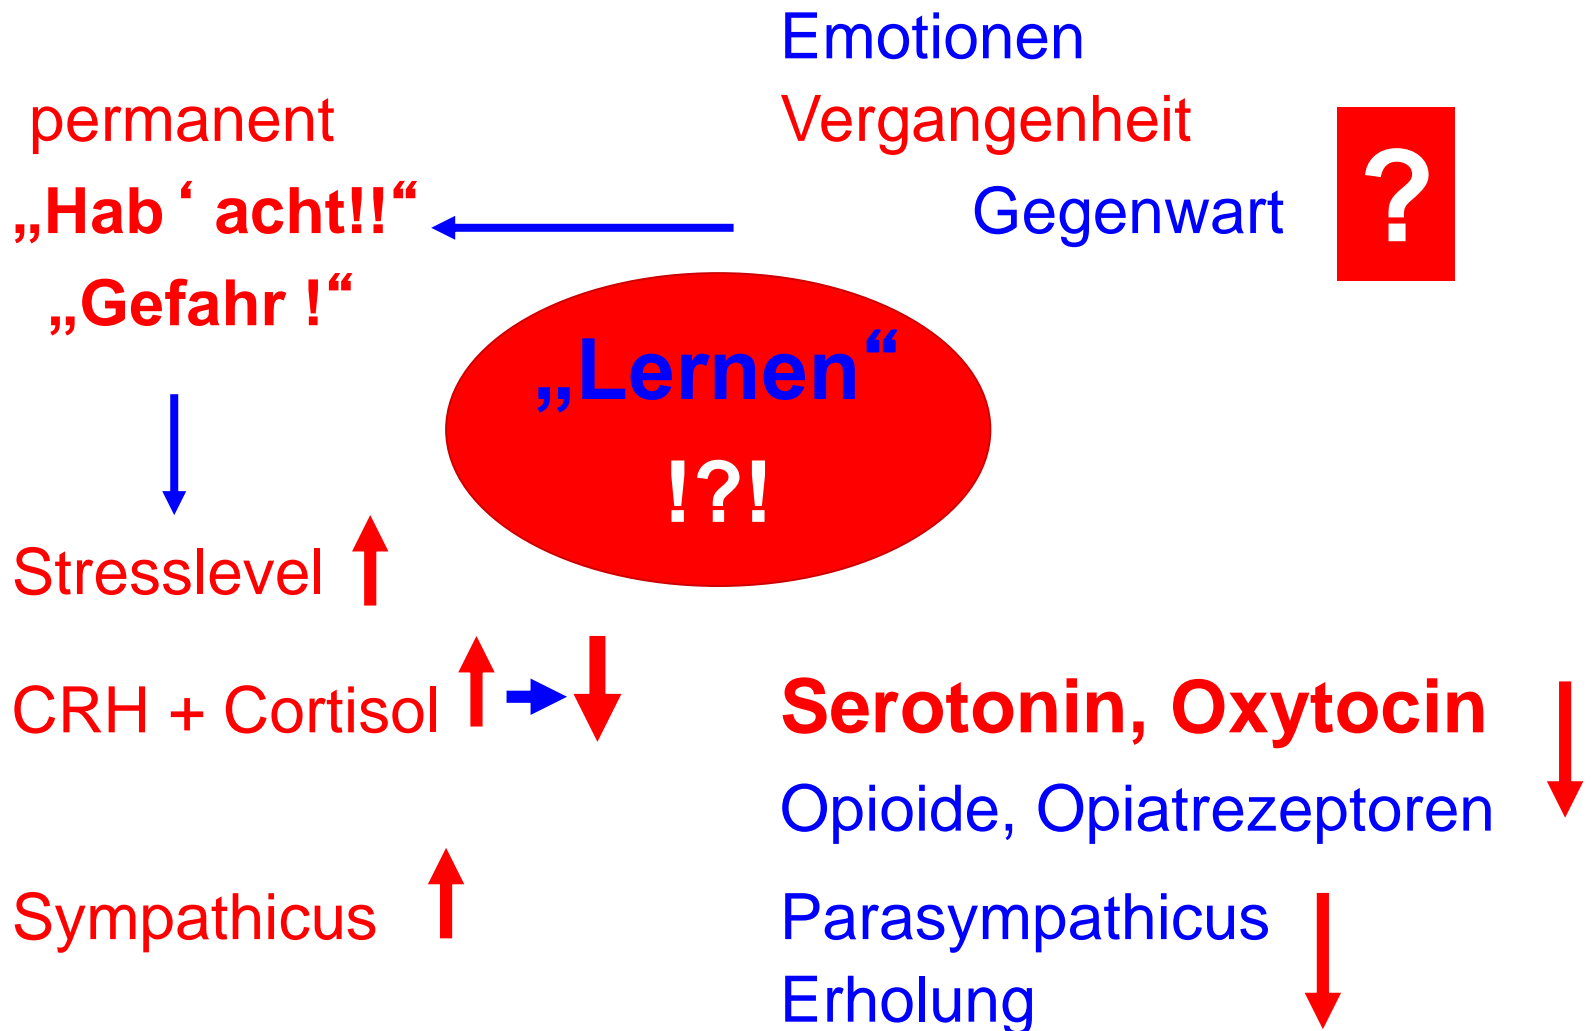 Emotionen
permanent
Vergangenheit
„Hab‘ acht!!“
Gegenwart
?
„Gefahr !“
„Lernen“
!?!
Stresslevel
CRH + Cortisol
Serotonin, Oxytocin
Opioide, Opiatrezeptoren
Sympathicus
Parasympathicus
Erholung